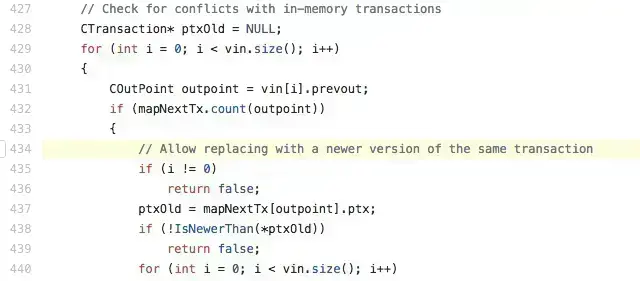 427 // Check for conflicts with in-memory transactions
428 CTransaction* ptxOld = NULL;
429 for (int i = 0; i < vin.size(); i++)
430 {
431 COutPoint outpoint = vin[i].prevout;
432 if (mapNextTx.count(outpoint))
433 {
434 // Allow replacing with a newer version of the same transaction
435 if (i != 0)
436 return false;
437 ptxOld = mapNextTx[outpoint].ptx;
438 if (!IsNewerThan(*ptxOld))
439 return false;
440 for (int i = 0; i < vin.size(); i++)